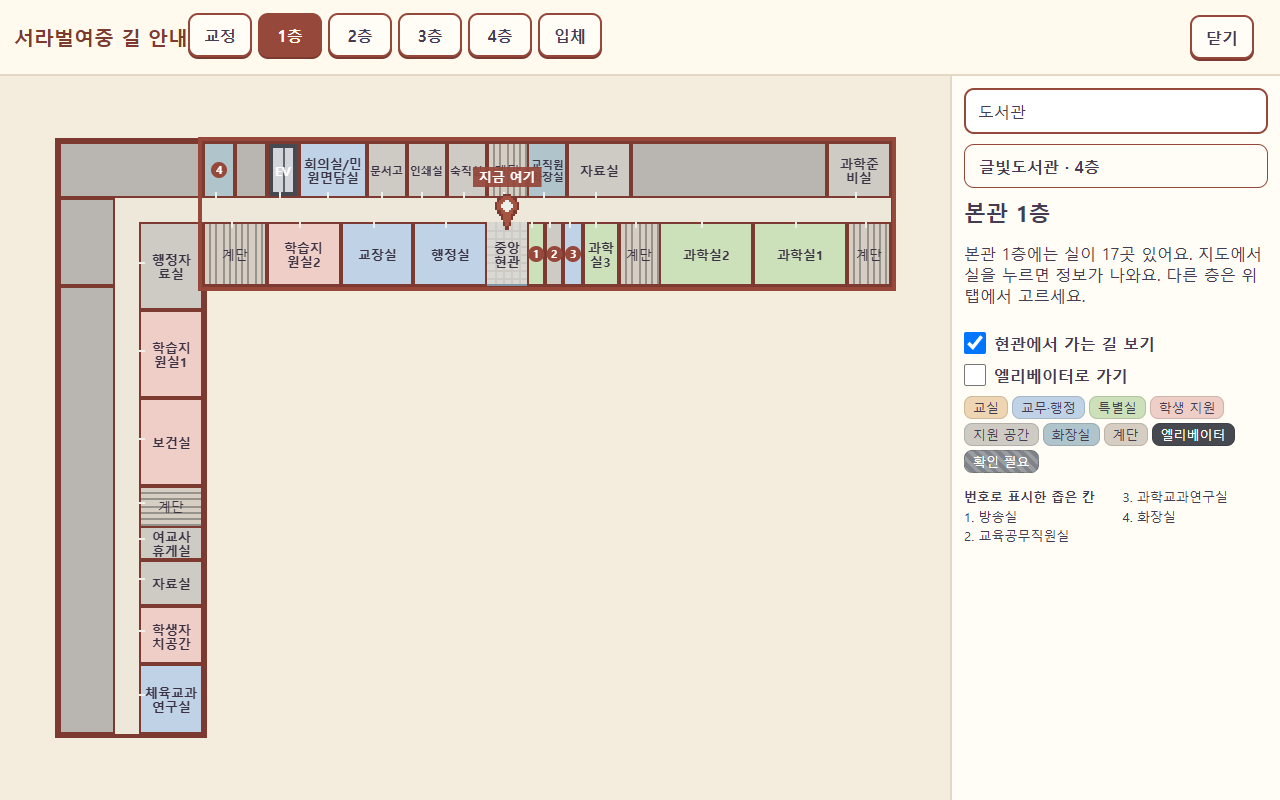 서라벌여중 길 안내
교정
1층
2층
3층
4층
입체
닫기
도서관
글빛도서관 · 4층
본관 1층
본관 1층에는 실이 17곳 있어요. 지도에서
실을 누르면 정보가 나와요. 다른 층은 위
탭에서 고르세요.
현관에서 가는 길 보기
엘리베이터로 가기
교실
교무·행정
특별실
학생 지원
지원 공간
화장실
계단
엘리베이터
확인 필요
번호로 표시한 좁은 칸
1. 방송실
2. 교육공무직원실
3. 과학교과연구실
4. 화장실
4
EV
회의실/민
원면담실
문서고
인쇄실
지금 여기
자료실
과학준
비실
계단
학습지
원실2
교장실
행정실
중앙
현관
1
2
3
과학
실3
계단
과학실2
과학실1
계단
행정자
료실
학습지
원실1
보건실
계단
여교사
휴게실
자료실
학생자
치공간
체육교과
연구실